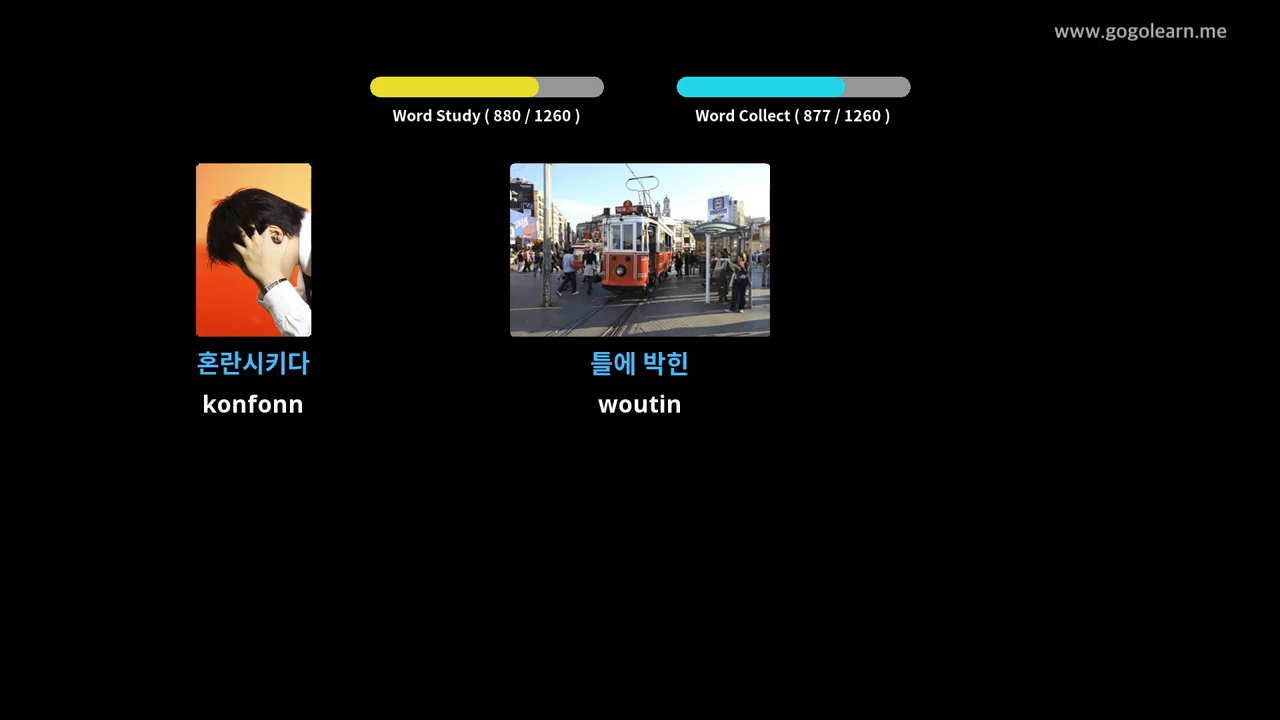 www.gogolearn.me
Word Study ( 880 / 1260 )
Word Collect ( 877 / 1260 )
혼란시키다
틀에 박힌
konfonn
woutin